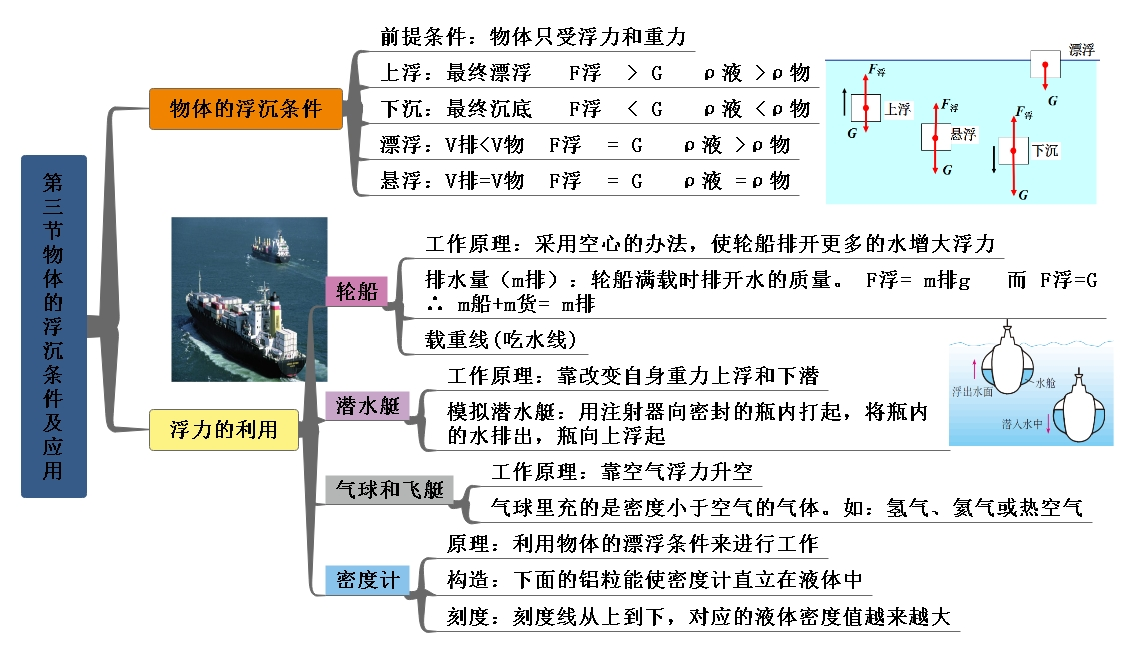 第三节物体的浮沉条件及应用
物体的浮沉条件
前提条件：物体只受浮力和重力
上浮：最终漂浮 F浮 > G ρ液 >ρ物
下沉：最终沉底 F浮 < G ρ液 <ρ物
漂浮：V排<V物 F浮 = G ρ液 >ρ物
悬浮：V排=V物 F浮 = G ρ液 =ρ物
漂浮
G
F浮
上浮
G
F浮
悬浮
G
F浮
下沉
G
浮力的利用
轮船
工作原理：采用空心的办法，使轮船排开更多的水增大浮力
排水量（m排）：轮船满载时排开水的质量。 F浮= m排g 而 F浮=G
∴ m船+m货= m排
载重线(吃水线)
潜水艇
工作原理：靠改变自身重力上浮和下潜
模拟潜水艇：用注射器向密封的瓶内打起，将瓶内
的水排出，瓶向上浮起
浮出水面
水舱
潜入水中
气球和飞艇
工作原理：靠空气浮力升空
气球里充的是密度小于空气的气体。如：氢气、氦气或热空气
密度计
原理：利用物体的漂浮条件来进行工作
构造：下面的铝粒能使密度计直立在液体中
刻度：刻度线从上到下，对应的液体密度值越来越大